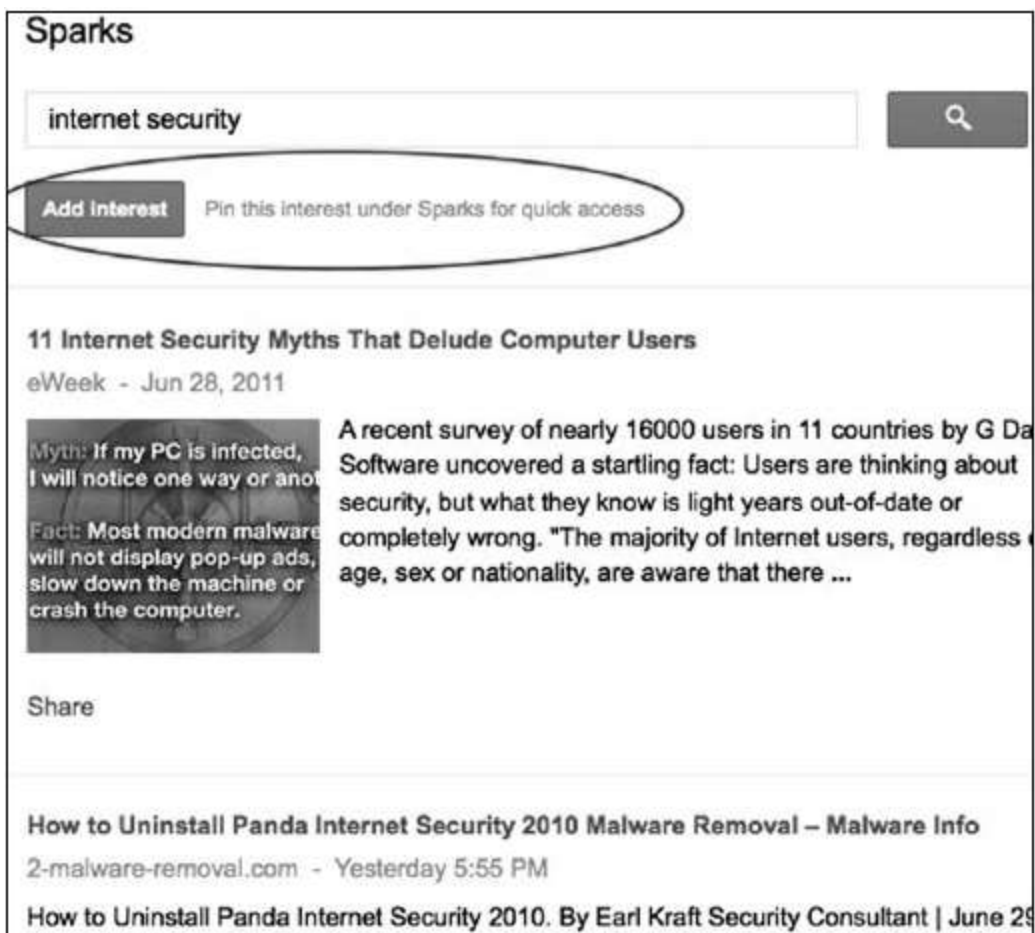 Sparks
internet security
Add Interest Pin this interest under Sparks for quick access
11 Internet Security Myths That Delude Computer Users
eWeek - Jun 28, 2011
Myth: If my PC is infected,
I will notice one way or anot
Fact: Most modern malware
will not display pop-up ads,
slow down the machine or
crash the computer.
A recent survey of nearly 16000 users in 11 countries by G Da
Software uncovered a startling fact: Users are thinking about
security, but what they know is light years out-of-date or
completely wrong. "The majority of Internet users, regardless
age, sex or nationality, are aware that there ...
Share
How to Uninstall Panda Internet Security 2010 Malware Removal – Malware Info
2-malware-removal.com - Yesterday 5:55 PM
How to Uninstall Panda Internet Security 2010. By Earl Kraft Security Consultant | June 29